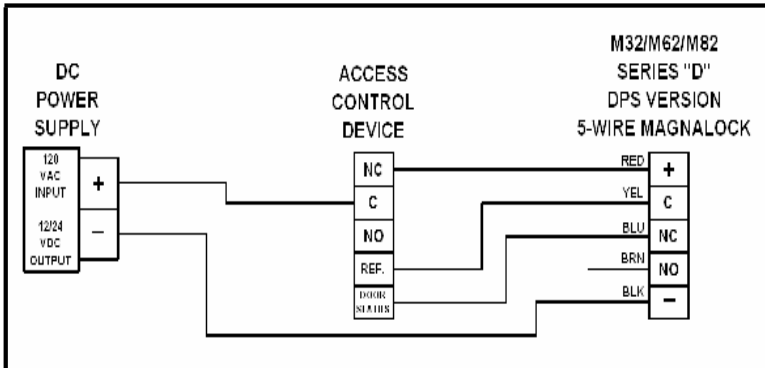 DC
POWER
SUPPLY
120
VAC
INPUT
12/24
VDC
OUTPUT
+
−
ACCESS
CONTROL
DEVICE
NC
C
NO
REF.
DOOR
STATUS
M32/M62/M82
SERIES "D"
DPS VERSION
5-WIRE MAGNALOCK
RED
+
YEL
C
BLU
NC
BRN
NO
BLK
−